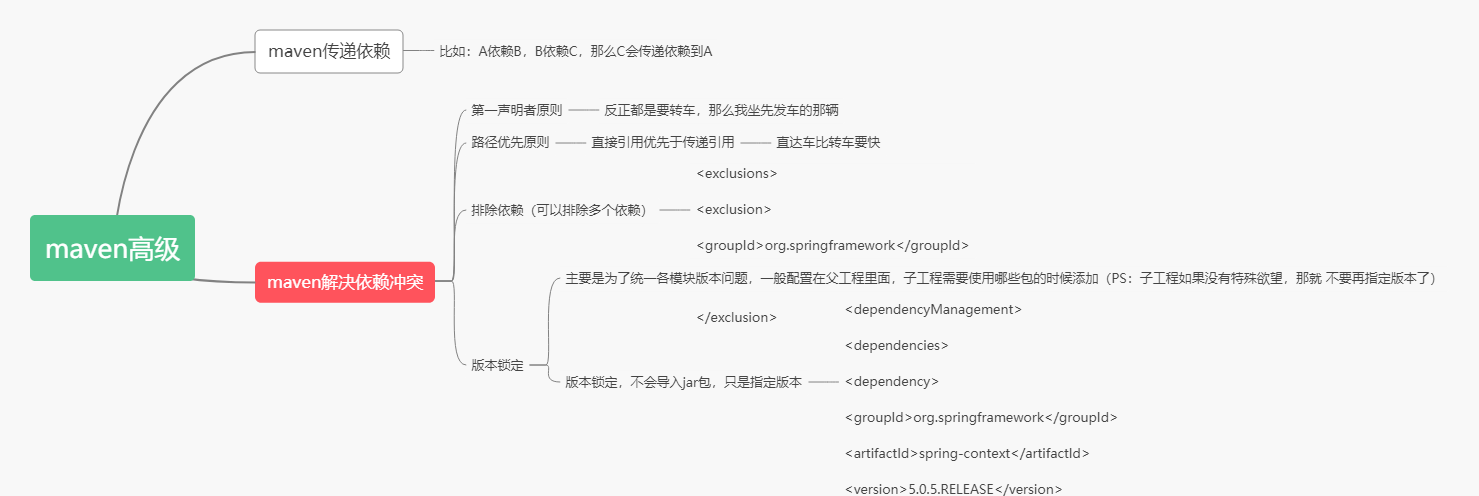 maven高级
maven传递依赖
比如：A依赖B，B依赖C，那么C会传递依赖到A
maven解决依赖冲突
第一声明者原则
反正都是要转车，那么我坐先发车的那辆
路径优先原则
直接引用优先于传递引用
直达车比转车要快
排除依赖（可以排除多个依赖）
<exclusions>
<exclusion>
<groupId>org.springframework</groupId>
</exclusion>
版本锁定
主要是为了统一各模块版本问题，一般配置在父工程里面，子工程需要使用哪些包的时候添加（PS：子工程如果没有特殊欲望，那就 不要再指定版本了）
版本锁定，不会导入jar包，只是指定版本
<dependencyManagement>
<dependencies>
<dependency>
<groupId>org.springframework</groupId>
<artifactId>spring-context</artifactId>
<version>5.0.5.RELEASE</version>